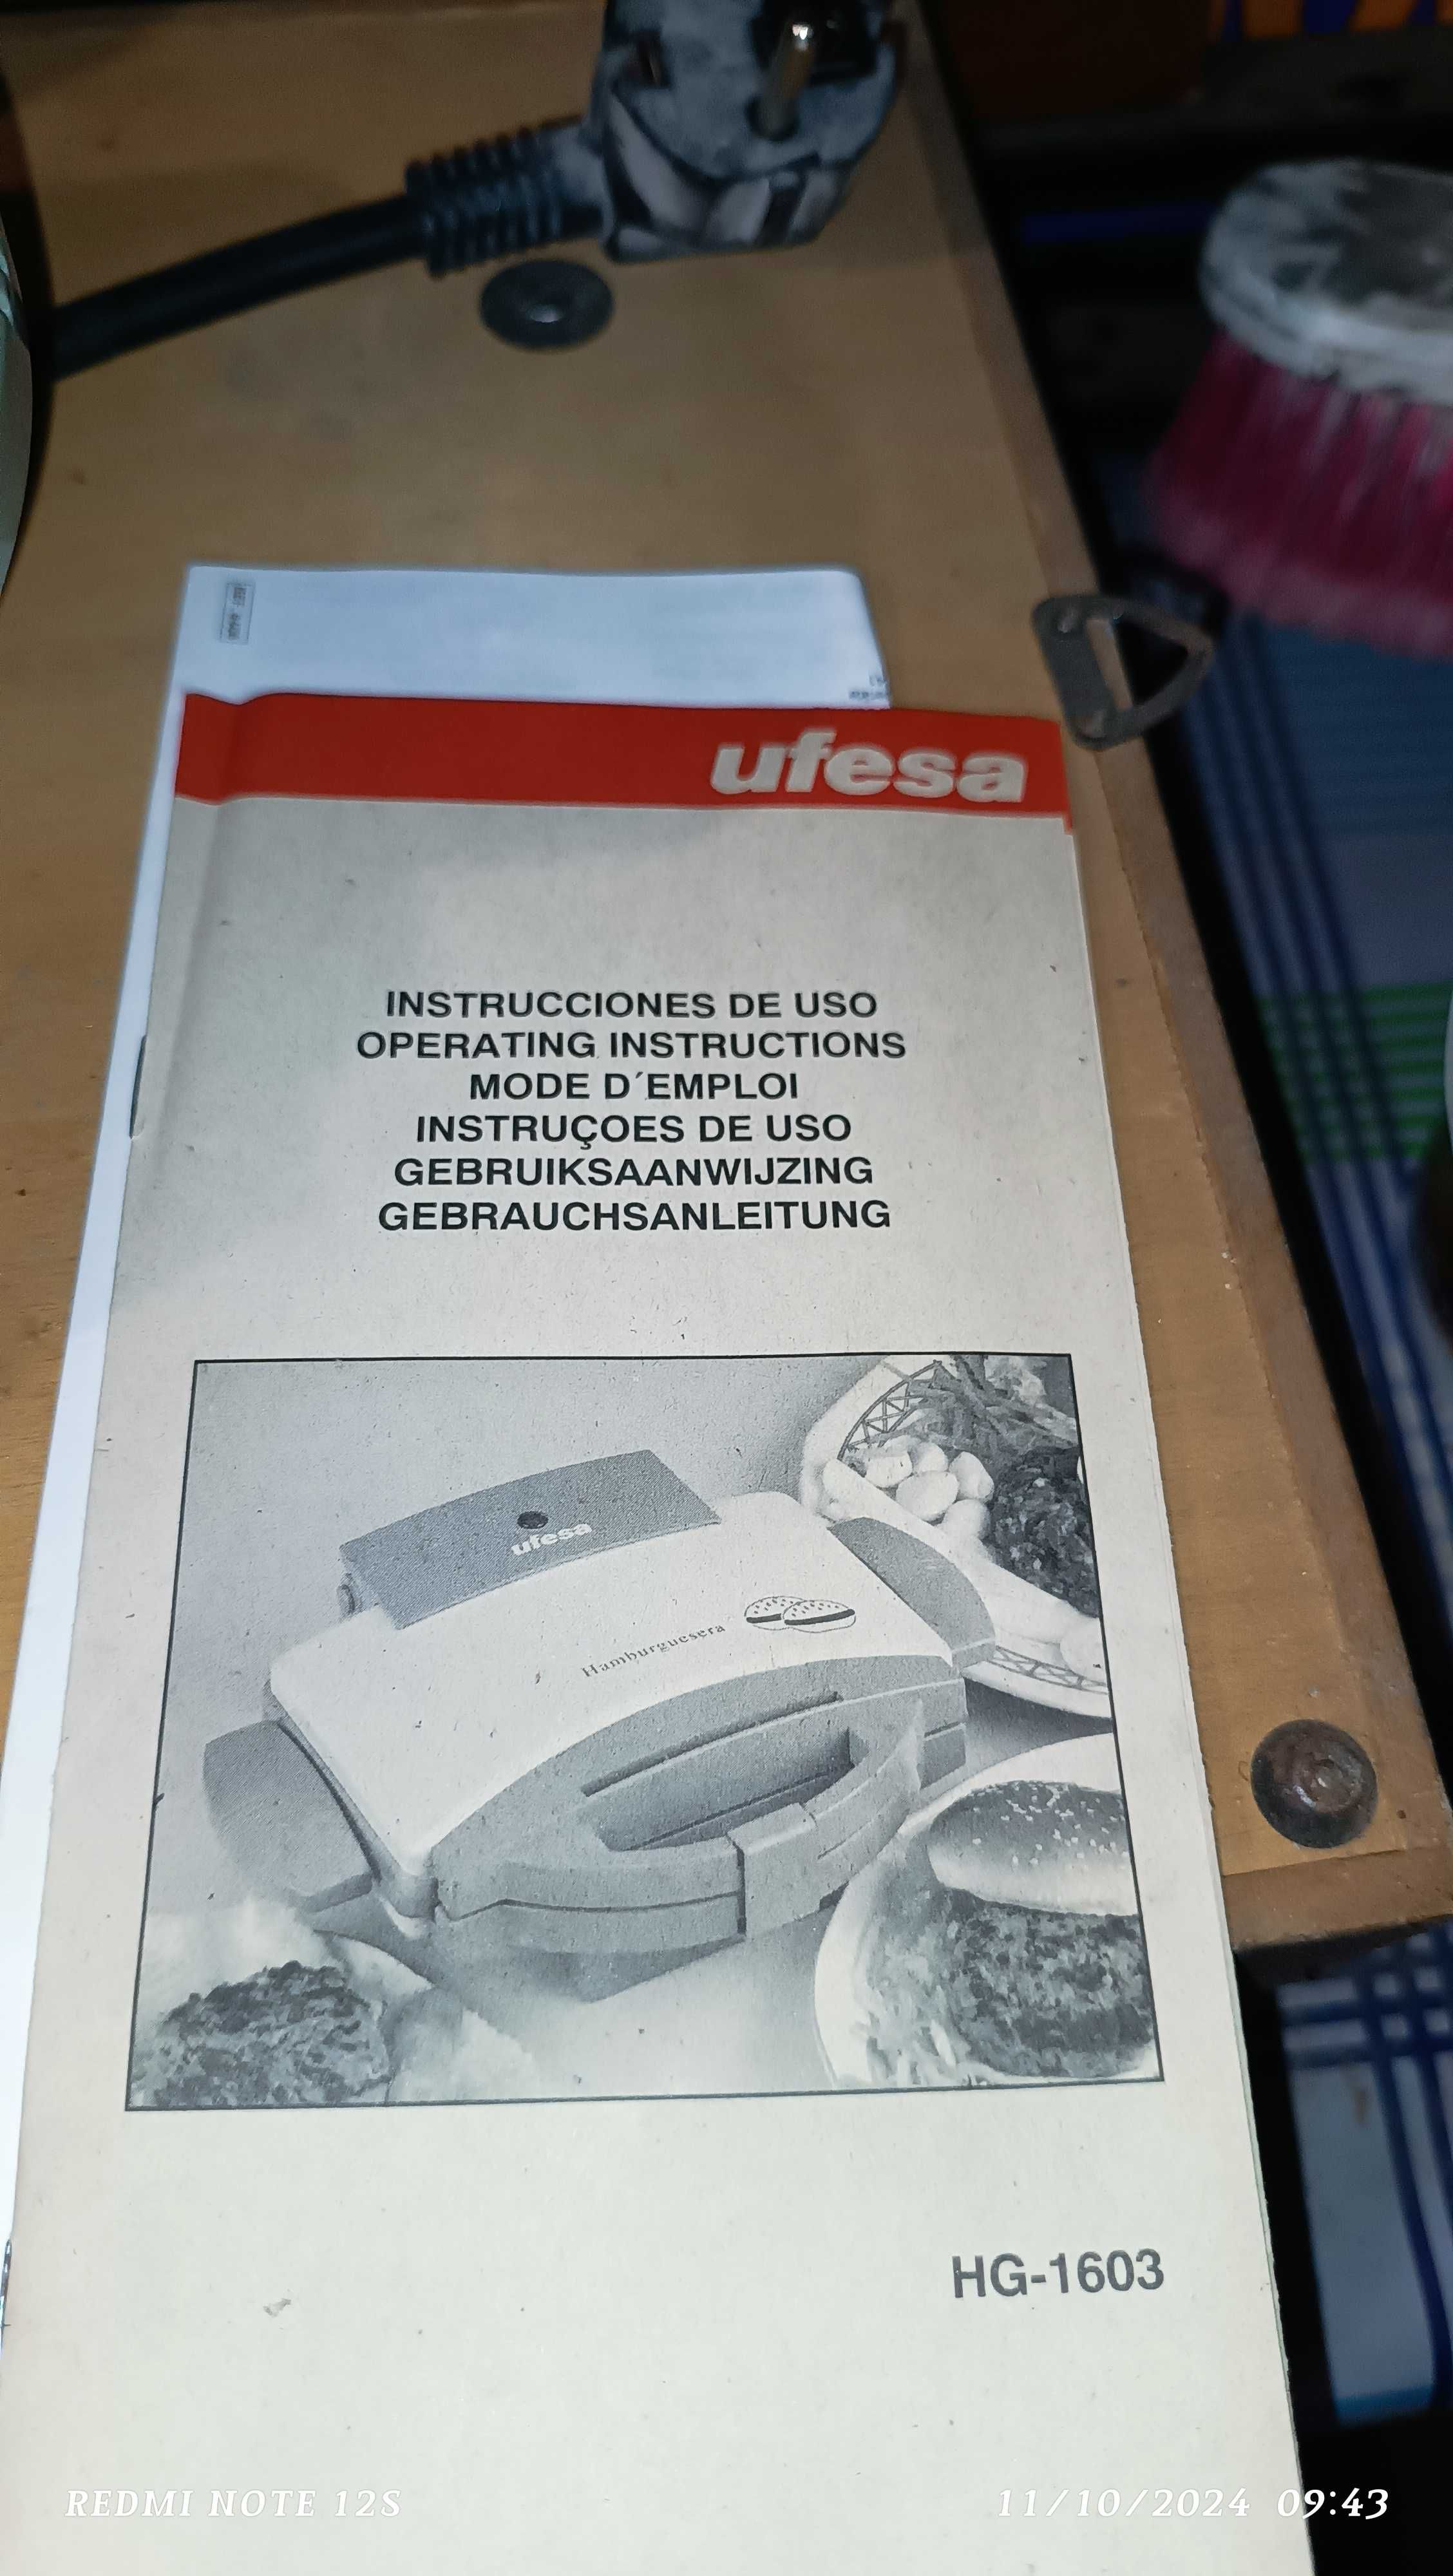 ufesa
INSTRUCCIONES DE USO
OPERATING INSTRUCTIONS
MODE D´EMPLOI
INSTRUÇOES DE USO
GEBRUIKSAANWIJZING
GEBRAUCHSANLEITUNG
ufesa
Hamburguesera
HG-1603
REDMI NOTE 12S
11/10/2024 09:43